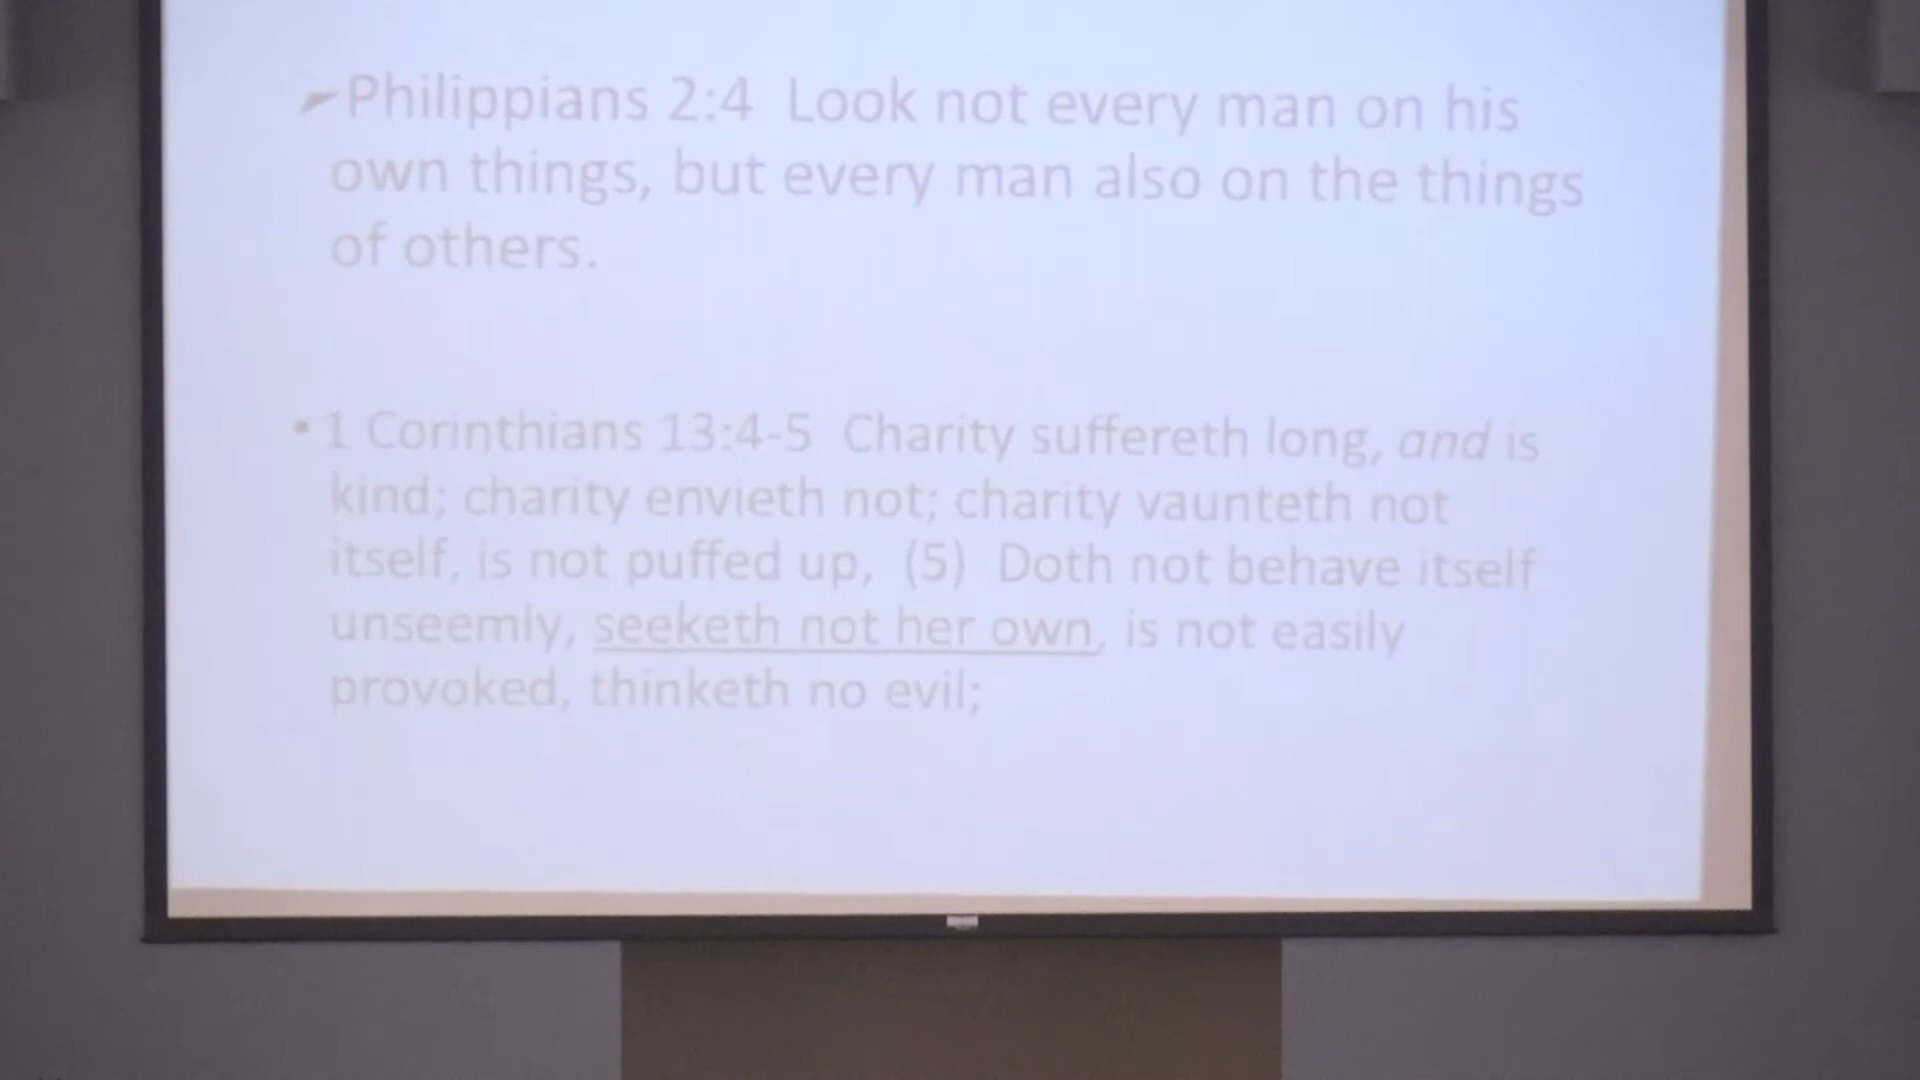 ➢Philippians 2:4 Look not every man on his
own things, but every man also on the things
of others.
• 1 Corinthians 13:4-5 Charity suffereth long, and is
kind; charity envieth not; charity vaunteth not
itself, is not puffed up, (5) Doth not behave itself
unseemly, seeketh not her own, is not easily
provoked, thinketh no evil;